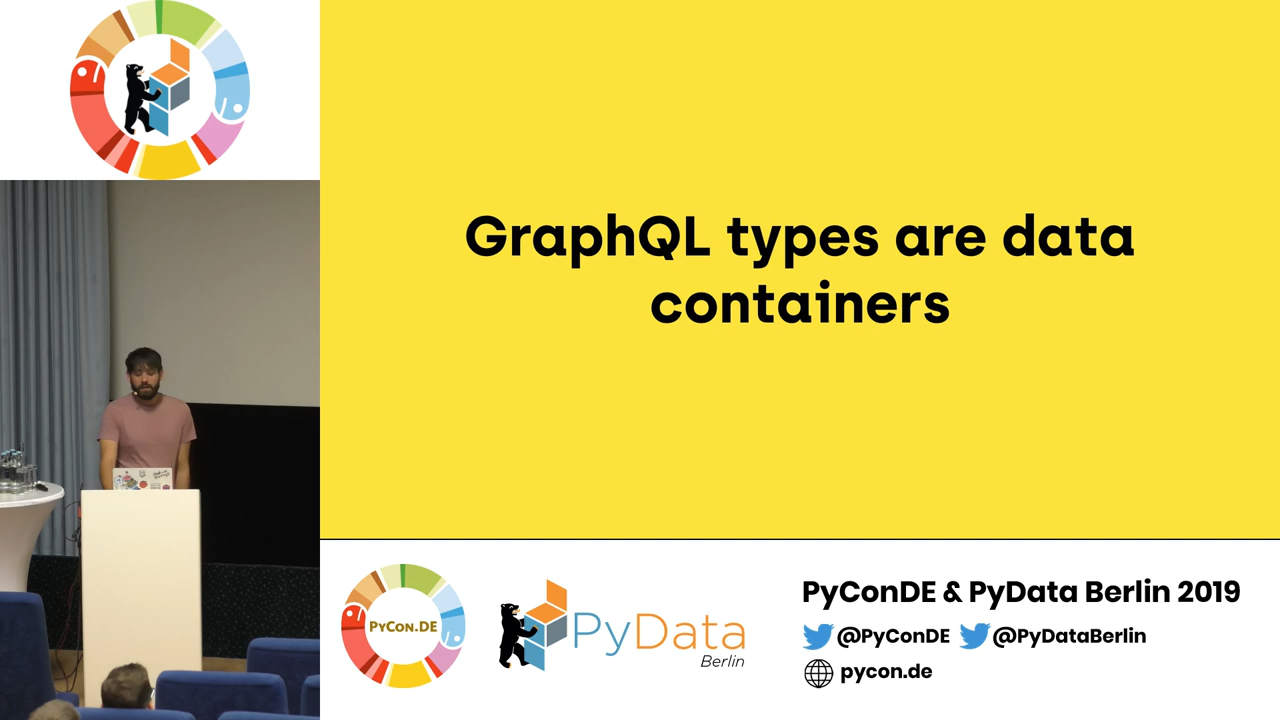 GraphQL types are data
containers
PyCon.DE
PyData
Berlin
PyConDE & PyData Berlin 2019
@PyConDE @PyDataBerlin
pycon.de